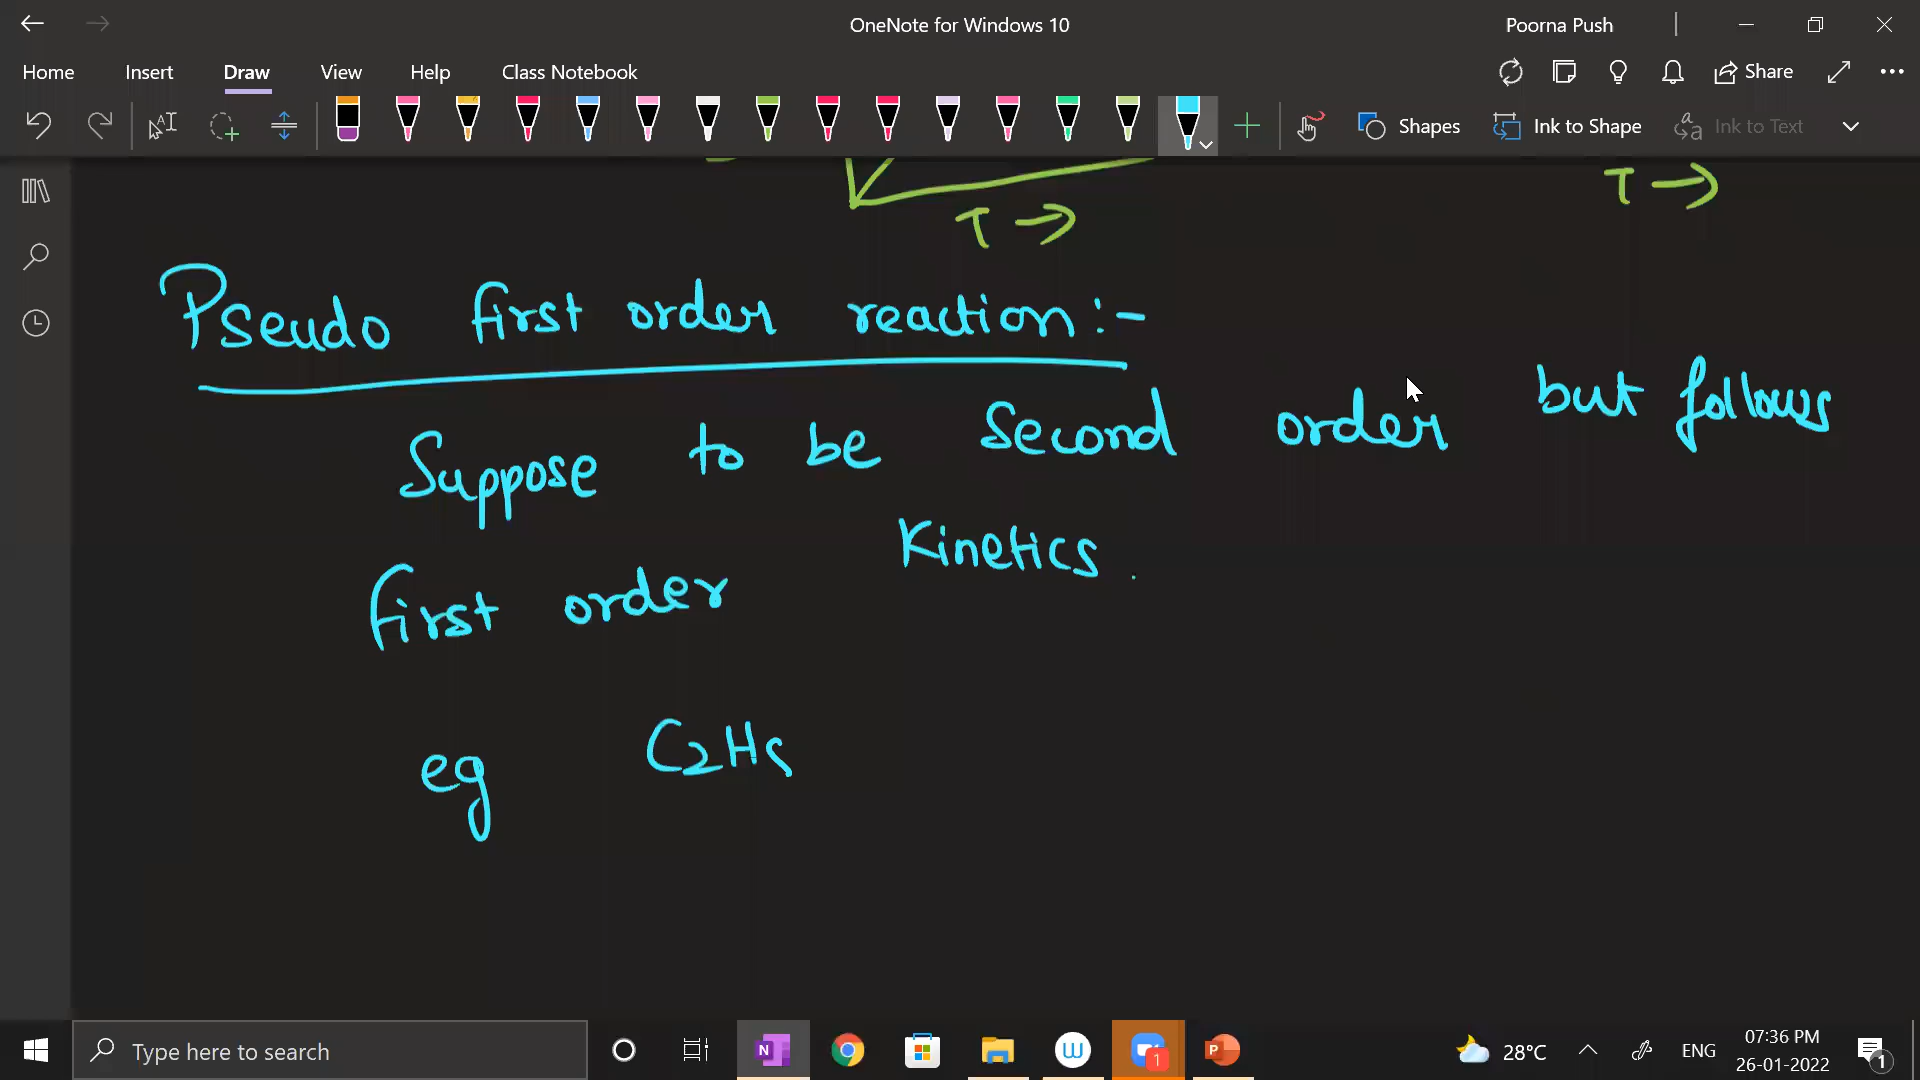 OneNote for Windows 10
Poorna Push
Home Insert Draw View Help Class Notebook
Share
Shapes Ink to Shape Ink to Text
T → T →
Pseudo first order reaction:-
Suppose to be Second order but follows
first order Kinetics.
eg C2H5
Type here to search
N
W
1
P
28°C
ENG
07:36 PM
26-01-2022
1